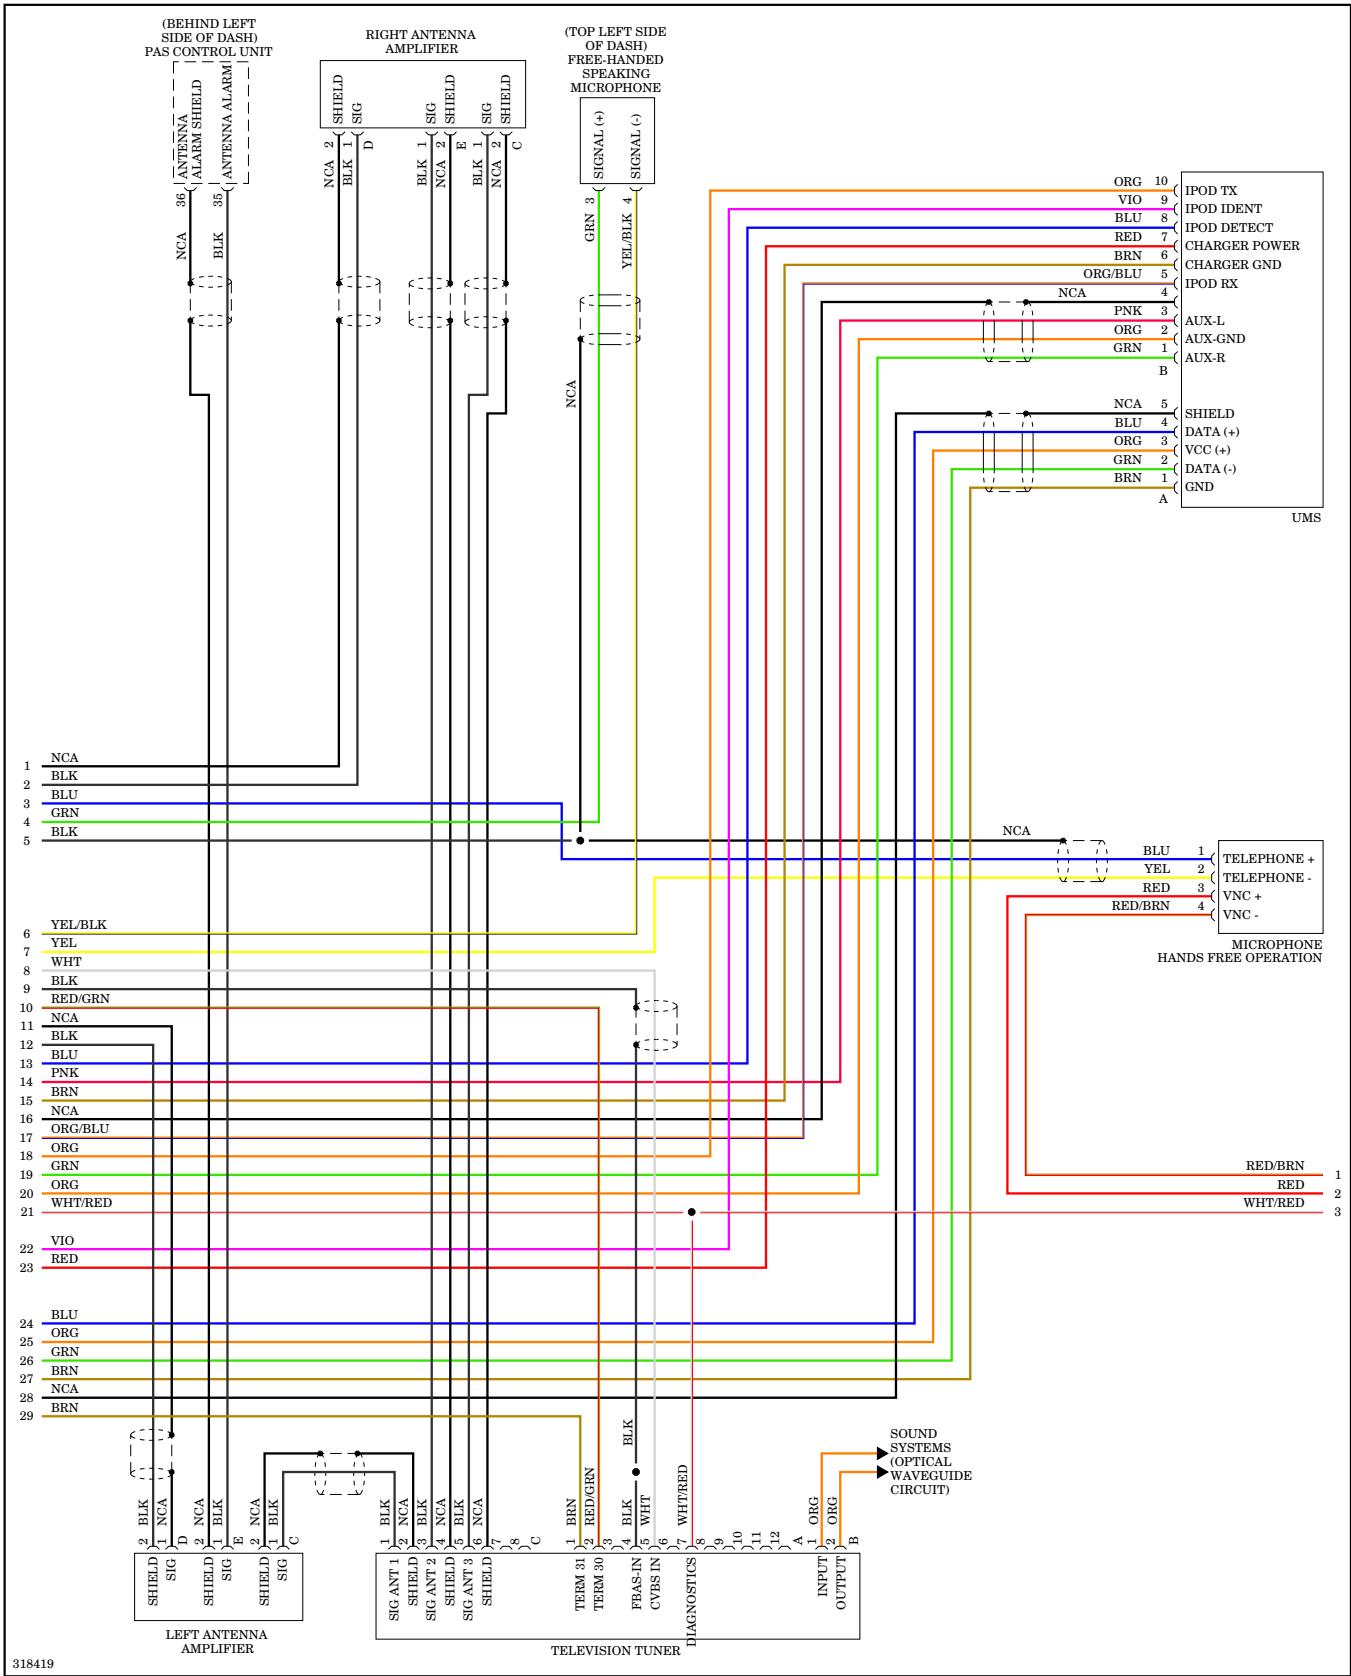 (BEHIND LEFT
SIDE OF DASH)
PAS CONTROL UNIT
ANTENNA
ALARM SHIELD
ANTENNA ALARM
36
35
NCA
BLK
RIGHT ANTENNA
AMPLIFIER
SHIELD
SIG
SIG
SHIELD
SIG
SHIELD
2
1
D
1
2
E
1
2
C
NCA
BLK
BLK
NCA
BLK
NCA
(TOP LEFT SIDE
OF DASH)
FREE-HANDED
SPEAKING
MICROPHONE
SIGNAL (+)
SIGNAL (-)
3
4
GRN
YEL/BLK
NCA
ORG 10 IPOD TX
VIO 9 IPOD IDENT
BLU 8 IPOD DETECT
RED 7 CHARGER POWER
BRN 6 CHARGER GND
ORG/BLU 5 IPOD RX
NCA 4
PNK 3 AUX-L
ORG 2 AUX-GND
GRN 1 AUX-R
B
NCA 5 SHIELD
BLU 4 DATA (+)
ORG 3 VCC (+)
GRN 2 DATA (-)
BRN 1 GND
A
UMS
1 NCA
2 BLK
3 BLU
4 GRN
5 BLK
NCA
BLU 1 TELEPHONE +
YEL 2 TELEPHONE -
RED 3 VNC +
RED/BRN 4 VNC -
MICROPHONE
HANDS FREE OPERATION
6 YEL/BLK
7 YEL
8 WHT
9 BLK
10 RED/GRN
11 NCA
12 BLK
13 BLU
14 PNK
15 BRN
16 NCA
17 ORG/BLU
18 ORG
19 GRN
20 ORG
21 WHT/RED
RED/BRN 1
RED 2
WHT/RED 3
22 VIO
23 RED
24 BLU
25 ORG
26 GRN
27 BRN
28 NCA
29 BRN
BLK
NCA
NCA
BLK
NCA
BLK
2
1
D
2
1
E
2
1
C
SHIELD
SIG
SHIELD
SIG
SHIELD
SIG
LEFT ANTENNA
AMPLIFIER
BLK
NCA
BLK
NCA
BLK
NCA
1
2
3
4
5
6
7
8
C
SIG ANT 1
SHIELD
SIG ANT 2
SHIELD
SIG ANT 3
SHIELD
BRN
RED/GRN
BLK
BLK
WHT
WHT/RED
1
2
3
4
5
6
7
8
9
10
11
12
A
TERM 31
TERM 30
FBAS-IN
CVBS IN
DIAGNOSTICS
ORG
ORG
1
2
B
INPUT
OUTPUT
TELEVISION TUNER
SOUND
SYSTEMS
(OPTICAL
WAVEGUIDE
CIRCUIT)
318419